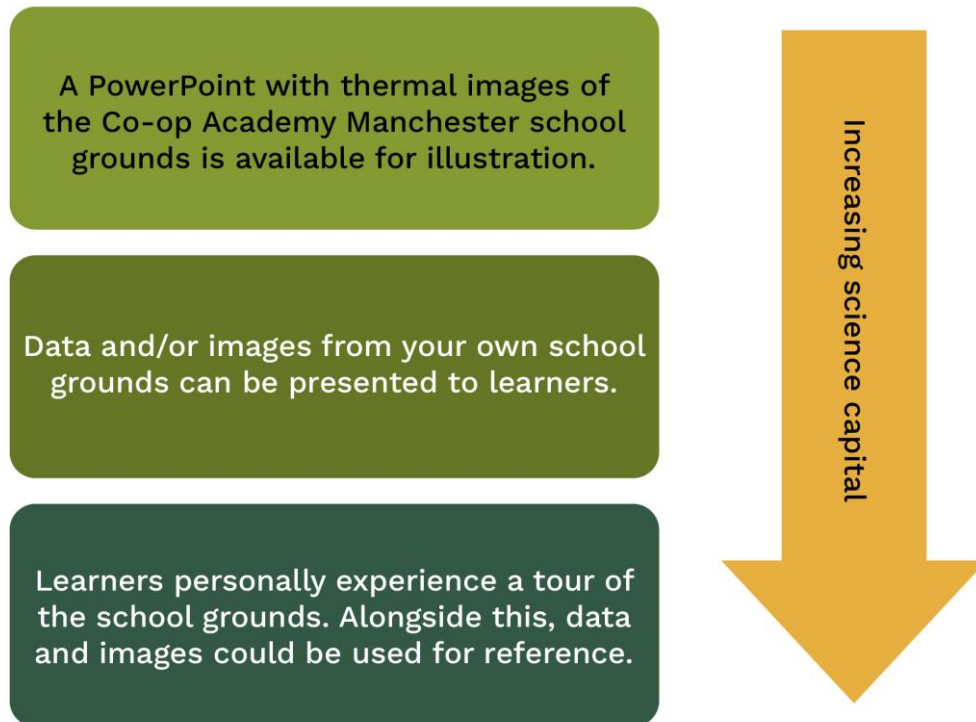 A PowerPoint with thermal images of
the Co-op Academy Manchester school
grounds is available for illustration.
Data and/or images from your own school
grounds can be presented to learners.
Learners personally experience a tour of
the school grounds. Alongside this, data
and images could be used for reference.
Increasing science capital